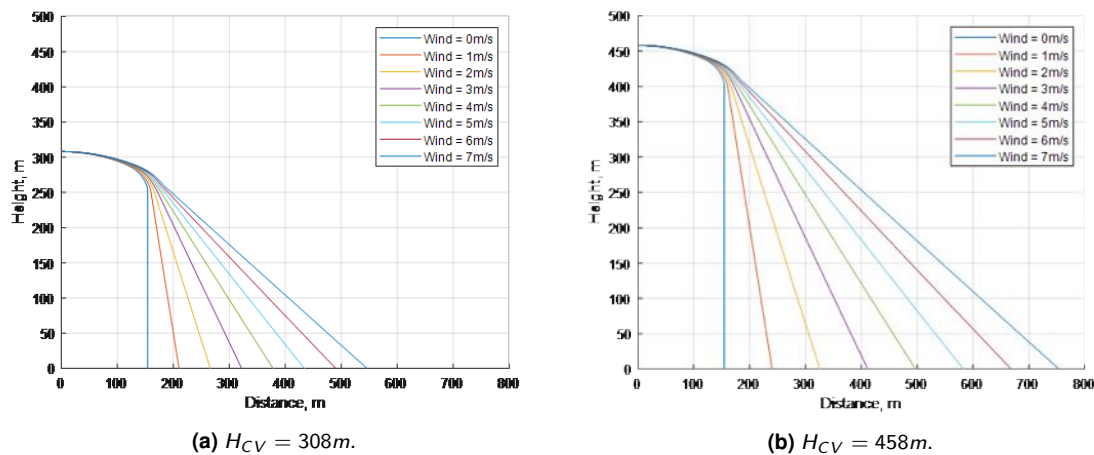 500
450
400
350
300
250
200
150
100
50
0
Height, m
0 100 200 300 400 500 600 700 800
Distance, m
Wind = 0m/s
Wind = 1m/s
Wind = 2m/s
Wind = 3m/s
Wind = 4m/s
Wind = 5m/s
Wind = 6m/s
Wind = 7m/s
(a) H_CV = 308m.
500
450
400
350
300
250
200
150
100
50
0
Height, m
0 100 200 300 400 500 600 700 800
Distance, m
Wind = 0m/s
Wind = 1m/s
Wind = 2m/s
Wind = 3m/s
Wind = 4m/s
Wind = 5m/s
Wind = 6m/s
Wind = 7m/s
(b) H_CV = 458m.